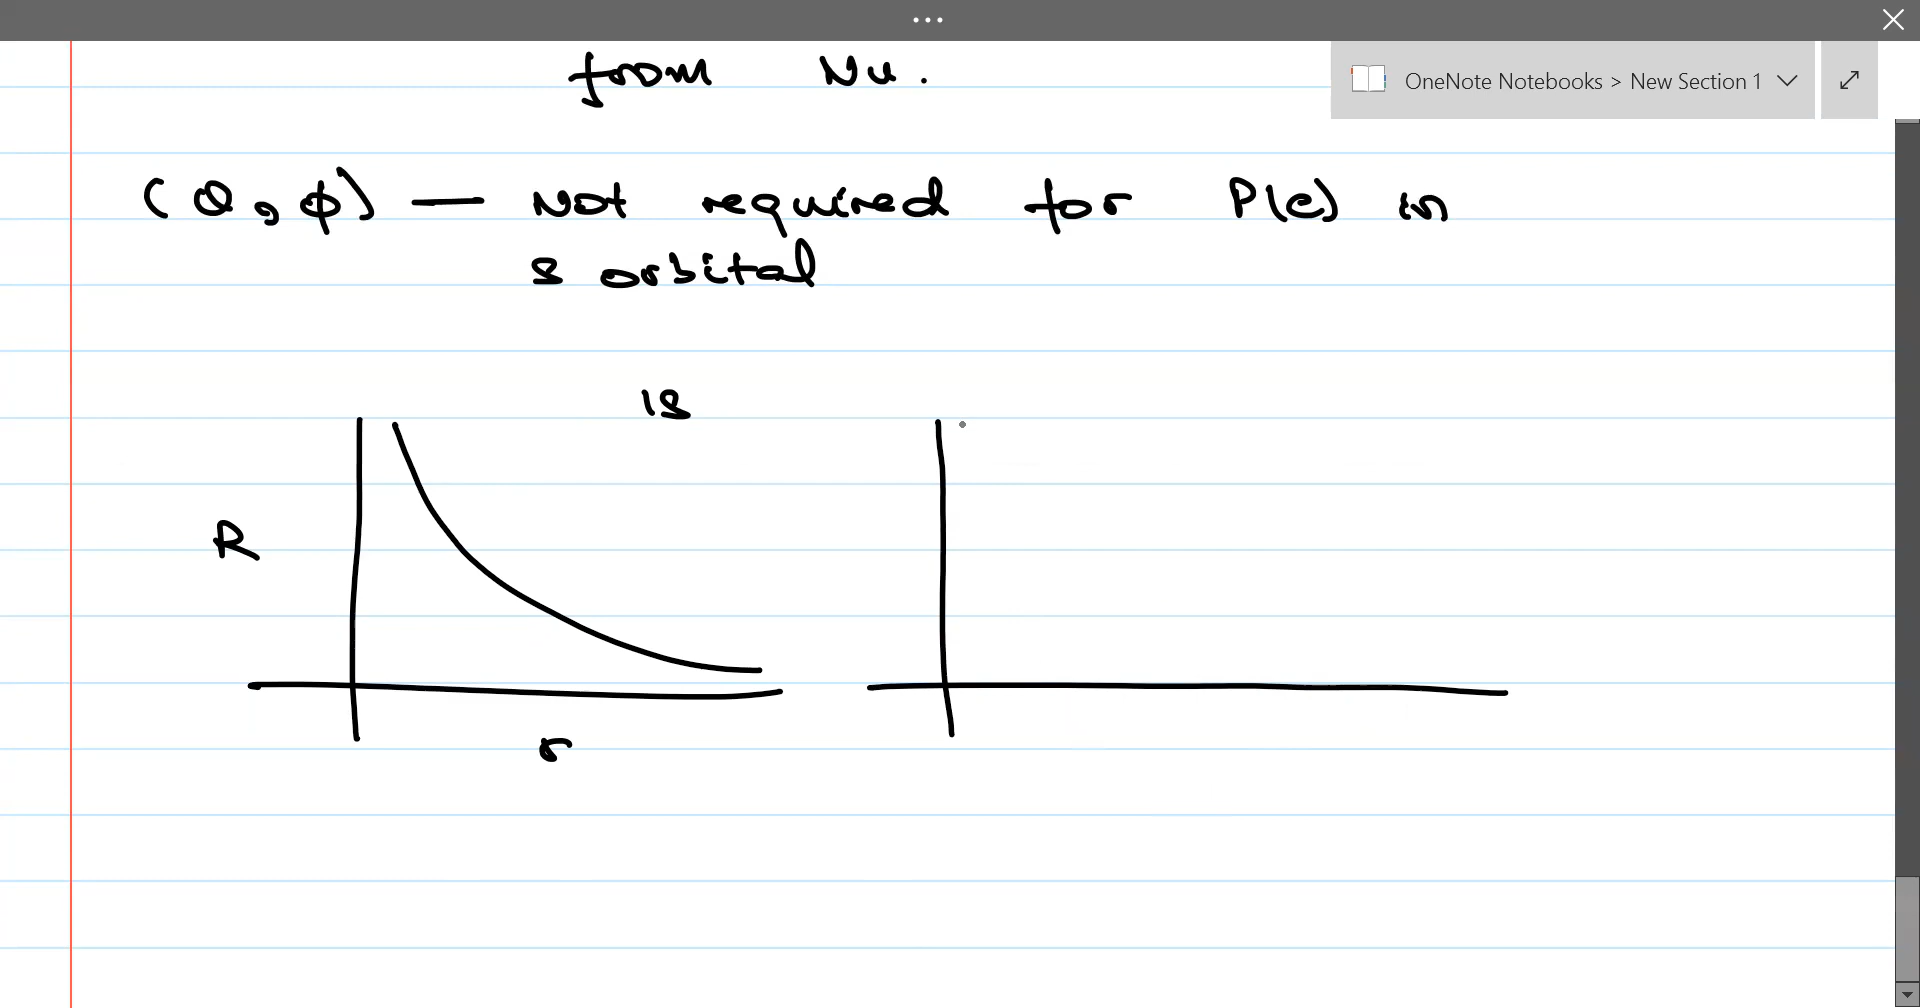 ...
OneNote Notebooks > New Section 1
from Nu.
(θ, φ) — Not required for P(e) in
s orbital
1s
R
r